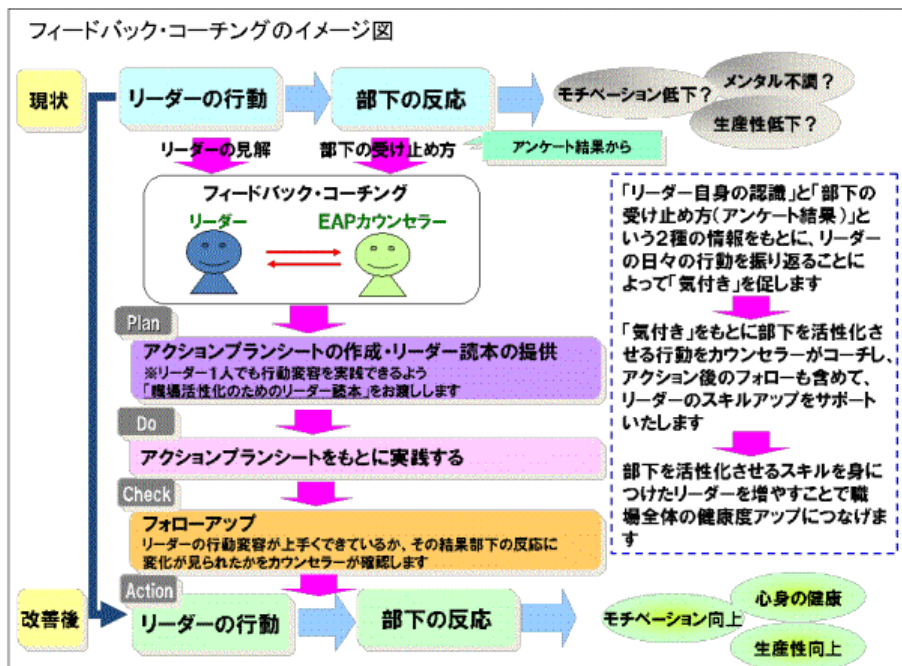 フィードバック・コーチングのイメージ図
現状
リーダーの行動
部下の反応
モチベーション低下？
メンタル不調？
生産性低下？
リーダーの見解
部下の受け止め方
アンケート結果から
フィードバック・コーチング
リーダー
EAPカウンセラー
「リーダー自身の認識」と「部下の
受け止め方（アンケート結果）」と
いう2種の情報をもとに、リーダー
の日々の行動を振り返ることに
よって「気付き」を促します
「気付き」をもとに部下を活性化さ
せる行動をカウンセラーがコーチし、
アクション後のフォローも含めて、
リーダーのスキルアップをサポート
いたします
部下を活性化させるスキルを身に
つけたリーダーを増やすことで職
場全体の健康度アップにつなげま
す
Plan
アクションプランシートの作成・リーダー読本の提供
※リーダー1人でも行動変容を実践できるよう
「職場活性化のためのリーダー読本」をお渡しします
Do
アクションプランシートをもとに実践する
Check
フォローアップ
リーダーの行動変容が上手くできているか、その結果部下の反応に
変化が見られたかをカウンセラーが確認します
Action
改善後
リーダーの行動
部下の反応
モチベーション向上
心身の健康
生産性向上